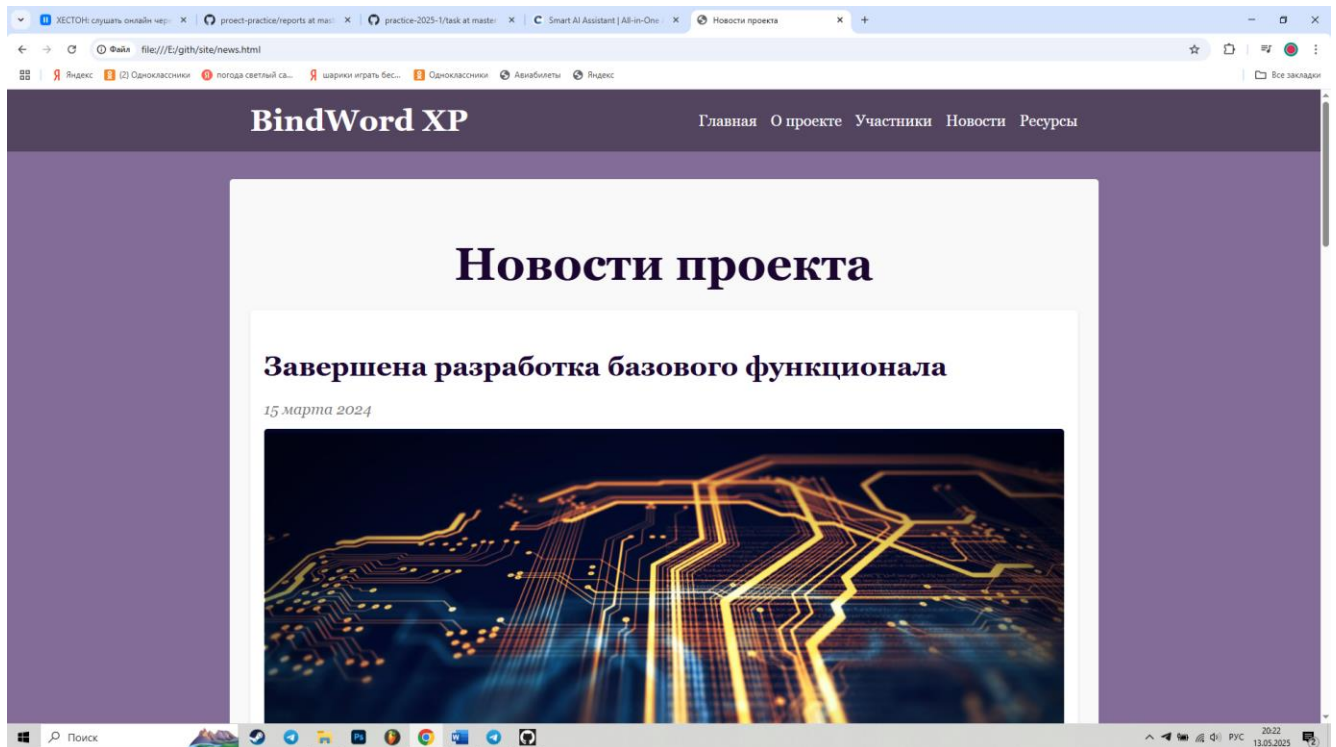 ХЕСТОН: слушать онлайн чере
proect-practice/reports at mast
practice-2025-1/task at master
Smart AI Assistant | All-in-One
Новости проекта
Файл file:///E:/gith/site/news.html
Яндекс
(2) Одноклассники
погода светлый са...
шарики играть бес...
Одноклассники
Авиабилеты
Яндекс
Все закладки
BindWord XP
Главная О проекте Участники Новости Ресурсы
Новости проекта
Завершена разработка базового функционала
15 марта 2024
Поиск
РУС
20:22
13.05.2025